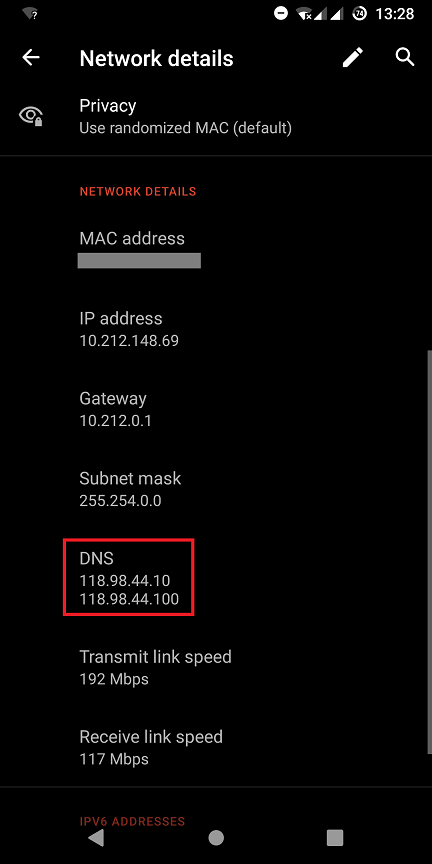 13:28
Network details
Privacy
Use randomized MAC (default)
NETWORK DETAILS
MAC address
IP address
10.212.148.69
Gateway
10.212.0.1
Subnet mask
255.254.0.0
DNS
118.98.44.10
118.98.44.100
Transmit link speed
192 Mbps
Receive link speed
117 Mbps
IPV6 ADDRESSES